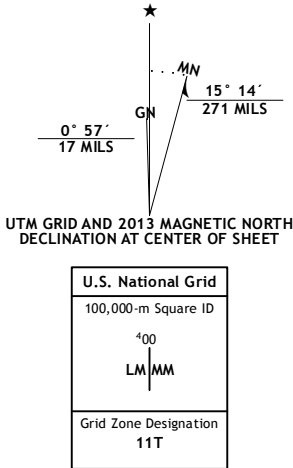 ★
MN
GN
15° 14´
271 MILS
0° 57´
17 MILS
UTM GRID AND 2013 MAGNETIC NORTH
DECLINATION AT CENTER OF SHEET
U.S. National Grid
100,000-m Square ID
⁴00
LM MM
Grid Zone Designation
11T